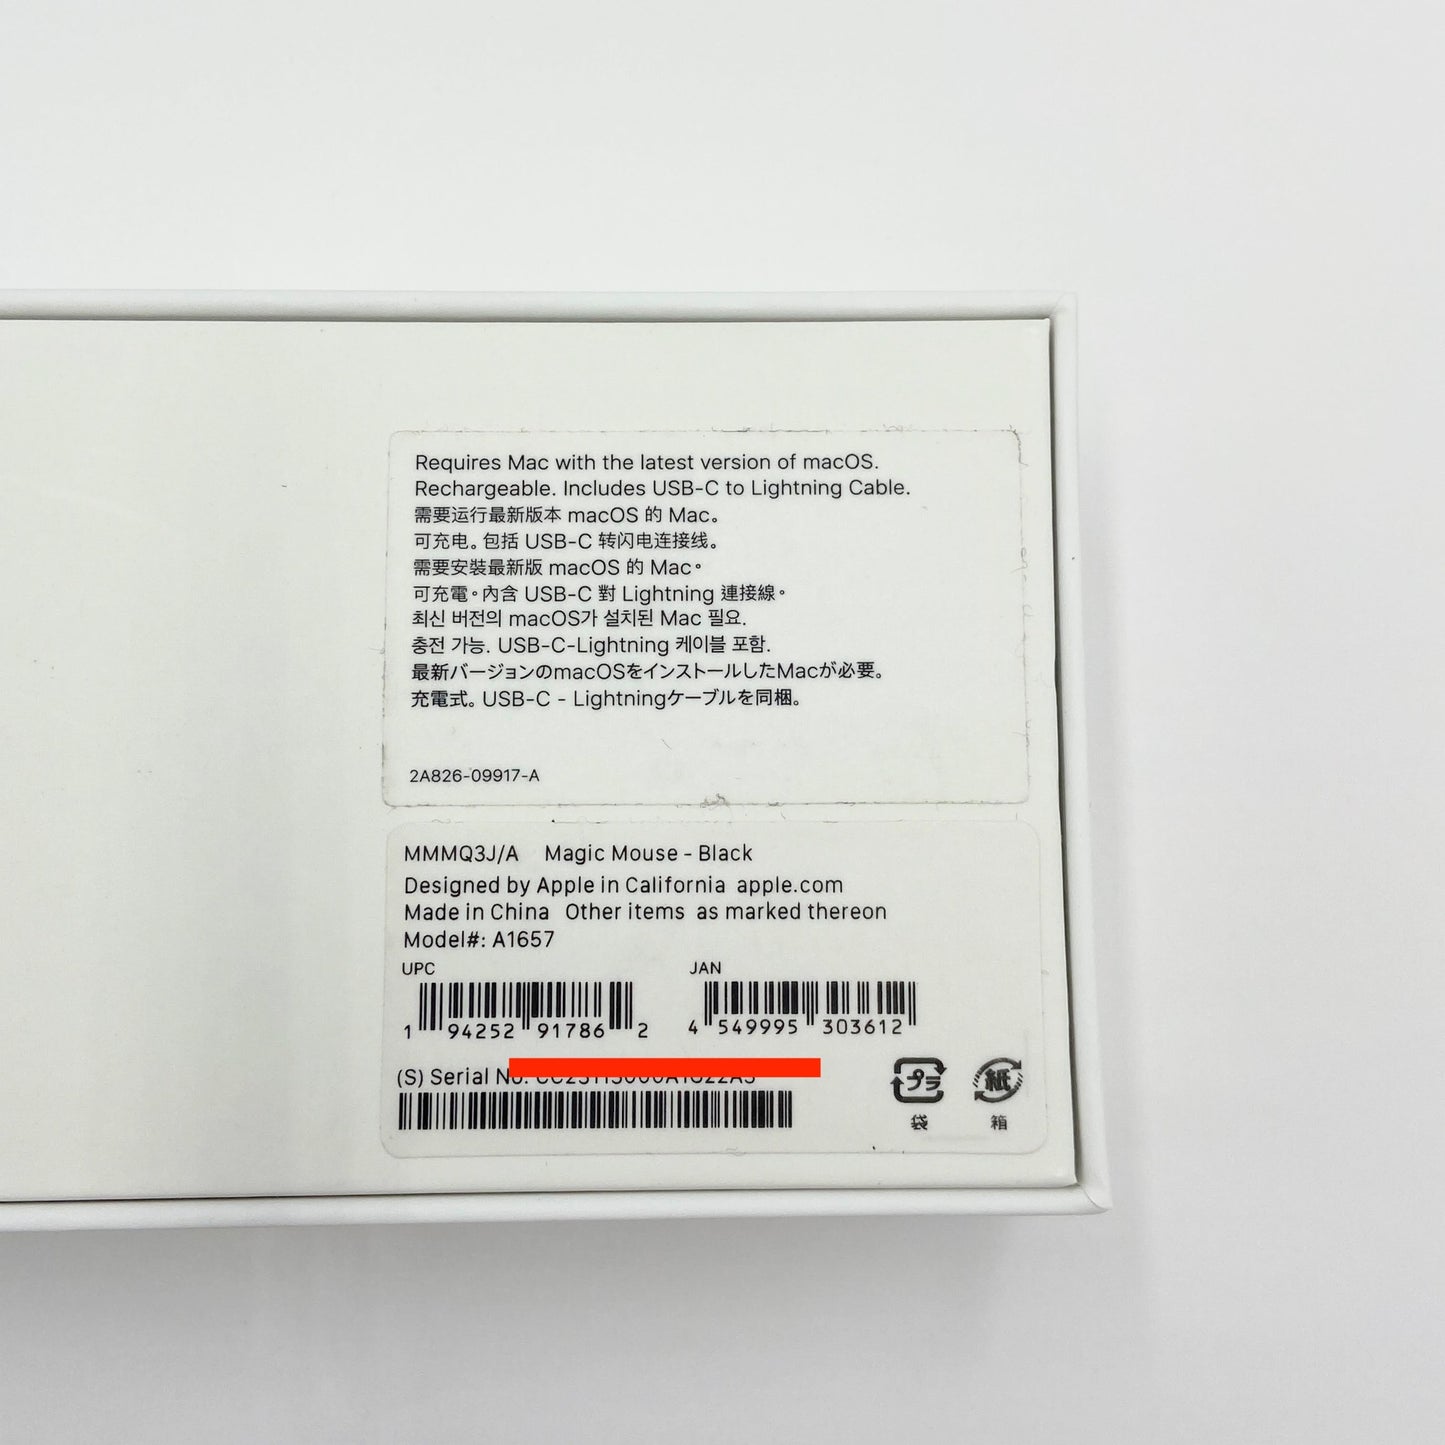 Requires Mac with the latest version of macOS.
Rechargeable. Includes USB-C to Lightning Cable.
需要运行最新版本 macOS 的 Mac。
可充电。包括 USB-C 转闪电连接线。
需要安裝最新版 macOS 的 Mac。
可充電。內含 USB-C 對 Lightning 連接線。
최신 버전의 macOS가 설치된 Mac 필요.
충전 가능. USB-C-Lightning 케이블 포함.
最新バージョンのmacOSをインストールしたMacが必要。
充電式。USB-C - Lightningケーブルを同梱。
2A826-09917-A
MMMQ3J/A Magic Mouse - Black
Designed by Apple in California apple.com
Made in China Other items as marked thereon
Model#: A1657
UPC JAN
1 94252 91786 2 4 549995 303612
(S) Serial No.
プラ 紙
袋 箱